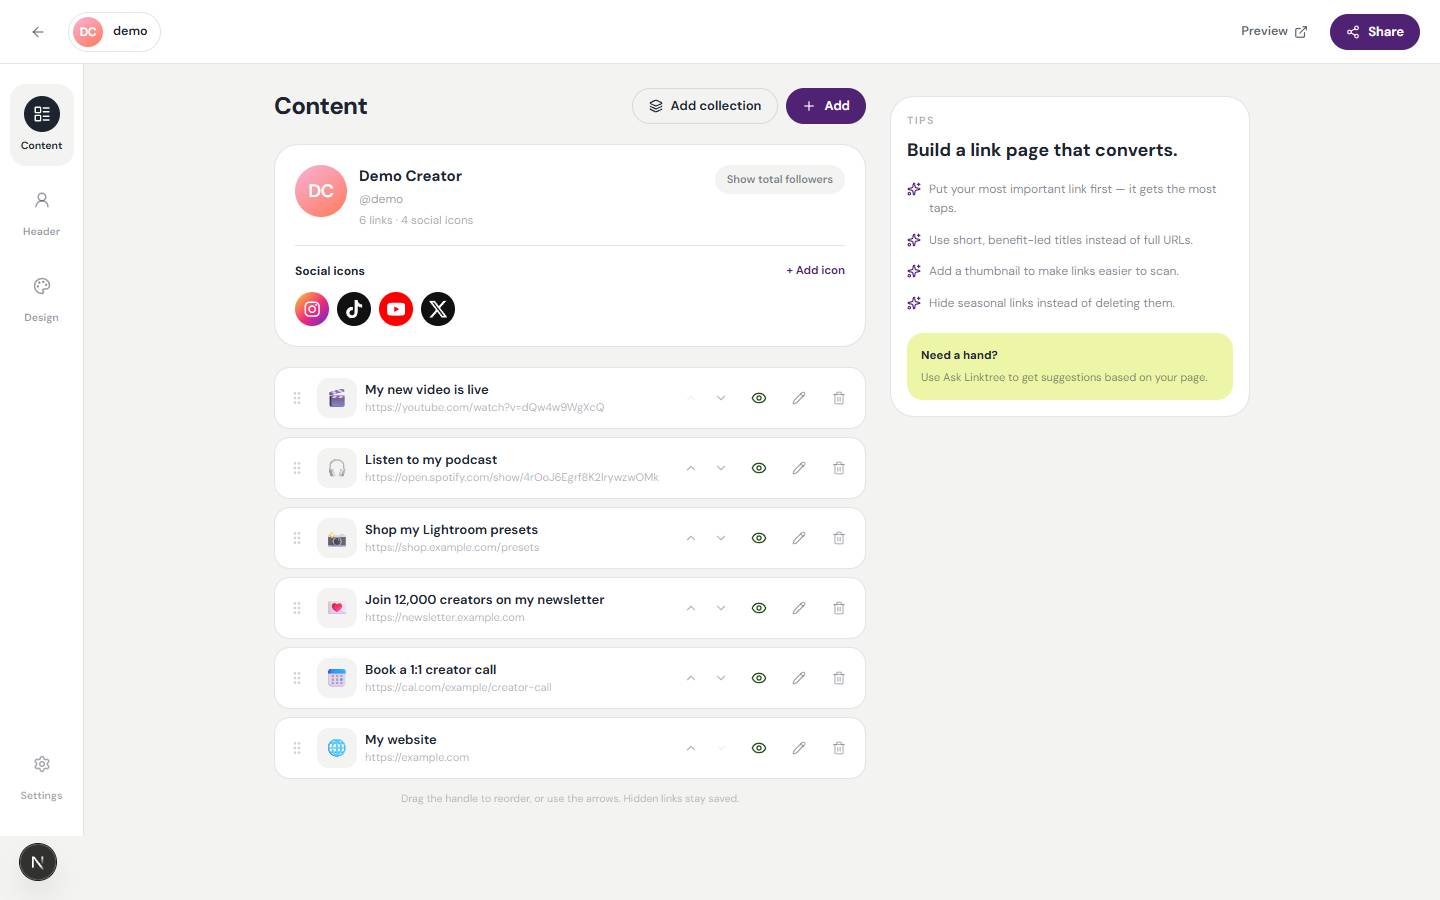 DC demo
Preview
Share
Content
Header
Design
Settings
N
Content
Add collection
Add
DC
Demo Creator
@demo
6 links · 4 social icons
Show total followers
Social icons
+ Add icon
My new video is live
https://youtube.com/watch?v=dQw4w9WgXcQ
Listen to my podcast
https://open.spotify.com/show/4rOoJ6Egrf8K2IrywzwOMk
Shop my Lightroom presets
https://shop.example.com/presets
Join 12,000 creators on my newsletter
https://newsletter.example.com
Book a 1:1 creator call
https://cal.com/example/creator-call
My website
https://example.com
Drag the handle to reorder, or use the arrows. Hidden links stay saved.
TIPS
Build a link page that converts.
Put your most important link first — it gets the most
taps.
Use short, benefit-led titles instead of full URLs.
Add a thumbnail to make links easier to scan.
Hide seasonal links instead of deleting them.
Need a hand?
Use Ask Linktree to get suggestions based on your page.